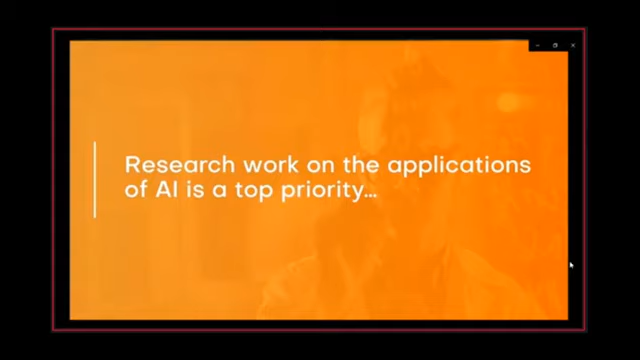 Research work on the applications
of AI is a top priority...